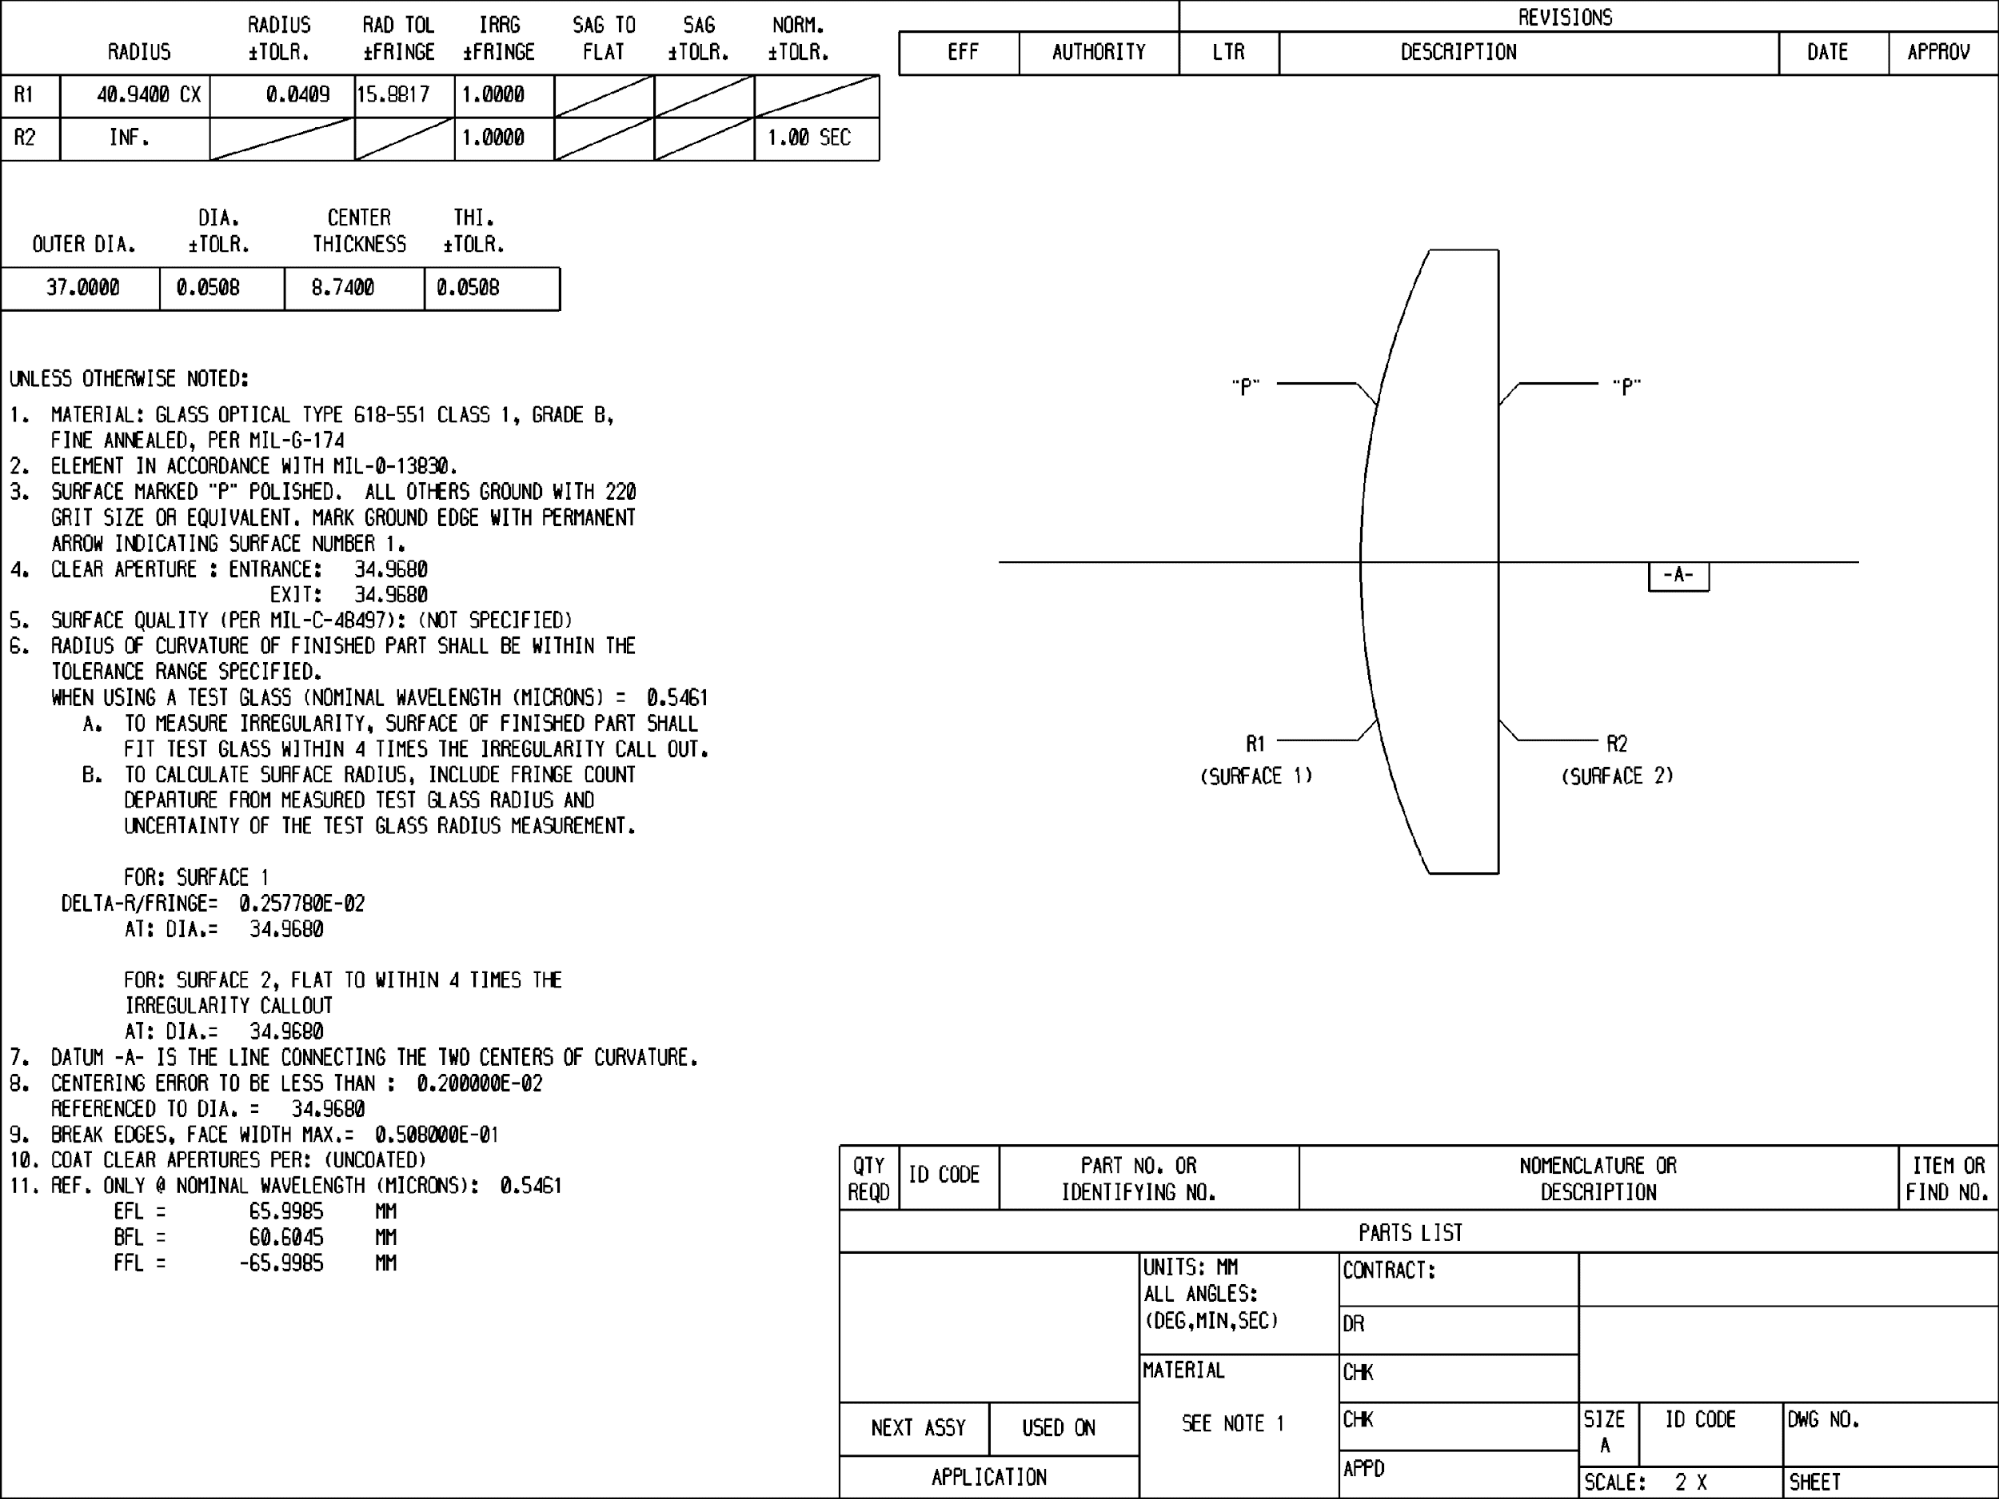 RADIUS RAD TOL IRRG SAG TO SAG NORM.
RADIUS ±TOLR. ±FRINGE ±FRINGE FLAT ±TOLR. ±TOLR.
R1 40.9400 CX 0.0409 15.8817 1.0000
R2 INF. 1.0000 1.00 SEC
REVISIONS
EFF AUTHORITY LTR DESCRIPTION DATE APPROV
DIA. CENTER THI.
OUTER DIA. ±TOLR. THICKNESS ±TOLR.
37.0000 0.0508 8.7400 0.0508
UNLESS OTHERWISE NOTED:
1. MATERIAL: GLASS OPTICAL TYPE 618-551 CLASS 1, GRADE B,
FINE ANNEALED, PER MIL-G-174
2. ELEMENT IN ACCORDANCE WITH MIL-O-13830.
3. SURFACE MARKED "P" POLISHED. ALL OTHERS GROUND WITH 220
GRIT SIZE OR EQUIVALENT. MARK GROUND EDGE WITH PERMANENT
ARROW INDICATING SURFACE NUMBER 1.
4. CLEAR APERTURE : ENTRANCE: 34.9680
EXIT: 34.9680
5. SURFACE QUALITY (PER MIL-C-48497): (NOT SPECIFIED)
6. RADIUS OF CURVATURE OF FINISHED PART SHALL BE WITHIN THE
TOLERANCE RANGE SPECIFIED.
WHEN USING A TEST GLASS (NOMINAL WAVELENGTH (MICRONS) = 0.5461
A. TO MEASURE IRREGULARITY, SURFACE OF FINISHED PART SHALL
FIT TEST GLASS WITHIN 4 TIMES THE IRREGULARITY CALL OUT.
B. TO CALCULATE SURFACE RADIUS, INCLUDE FRINGE COUNT
DEPARTURE FROM MEASURED TEST GLASS RADIUS AND
UNCERTAINTY OF THE TEST GLASS RADIUS MEASUREMENT.
FOR: SURFACE 1
DELTA-R/FRINGE= 0.257780E-02
AT: DIA.= 34.9680
FOR: SURFACE 2, FLAT TO WITHIN 4 TIMES THE
IRREGULARITY CALLOUT
AT: DIA.= 34.9680
7. DATUM -A- IS THE LINE CONNECTING THE TWO CENTERS OF CURVATURE.
8. CENTERING ERROR TO BE LESS THAN : 0.200000E-02
REFERENCED TO DIA. = 34.9680
9. BREAK EDGES, FACE WIDTH MAX.= 0.508000E-01
10. COAT CLEAR APERTURES PER: (UNCOATED)
11. REF. ONLY @ NOMINAL WAVELENGTH (MICRONS): 0.5461
EFL = 65.9985 MM
BFL = 60.6045 MM
FFL = -65.9985 MM
"P" "P"
-A-
R1 R2
(SURFACE 1) (SURFACE 2)
QTY PART NO. OR NOMENCLATURE OR ITEM OR
REQD ID CODE IDENTIFYING NO. DESCRIPTION FIND NO.
PARTS LIST
UNITS: MM CONTRACT:
ALL ANGLES:
(DEG,MIN,SEC) DR
MATERIAL CHK
NEXT ASSY USED ON SEE NOTE 1 CHK SIZE ID CODE DWG NO.
A
APPLICATION APPD SCALE: 2 X SHEET